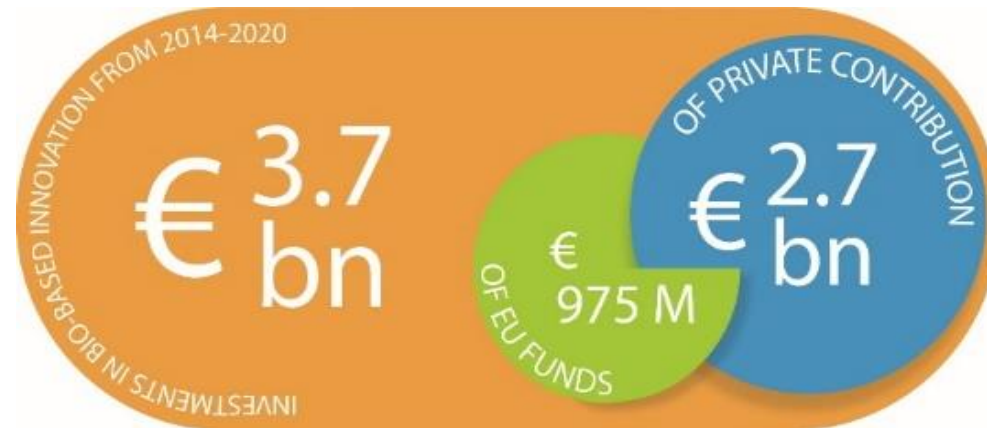 INVESTMENTS IN BIO-BASED INNOVATION FROM 2014-2020
€ 3.7
bn
€
975 M
OF EU FUNDS
OF PRIVATE CONTRIBUTION
€ 2.7
bn